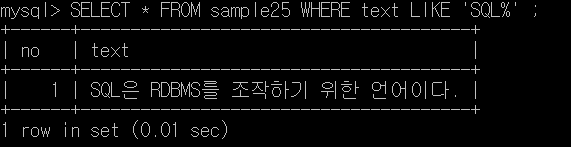 mysql> SELECT * FROM sample25 WHERE text LIKE 'SQL%' ;
+------+-----------------------------------------+
| no   | text                                    |
+------+-----------------------------------------+
|    1 | SQL은 RDBMS를 조작하기 위한 언어이다. |
+------+-----------------------------------------+
1 row in set (0.01 sec)